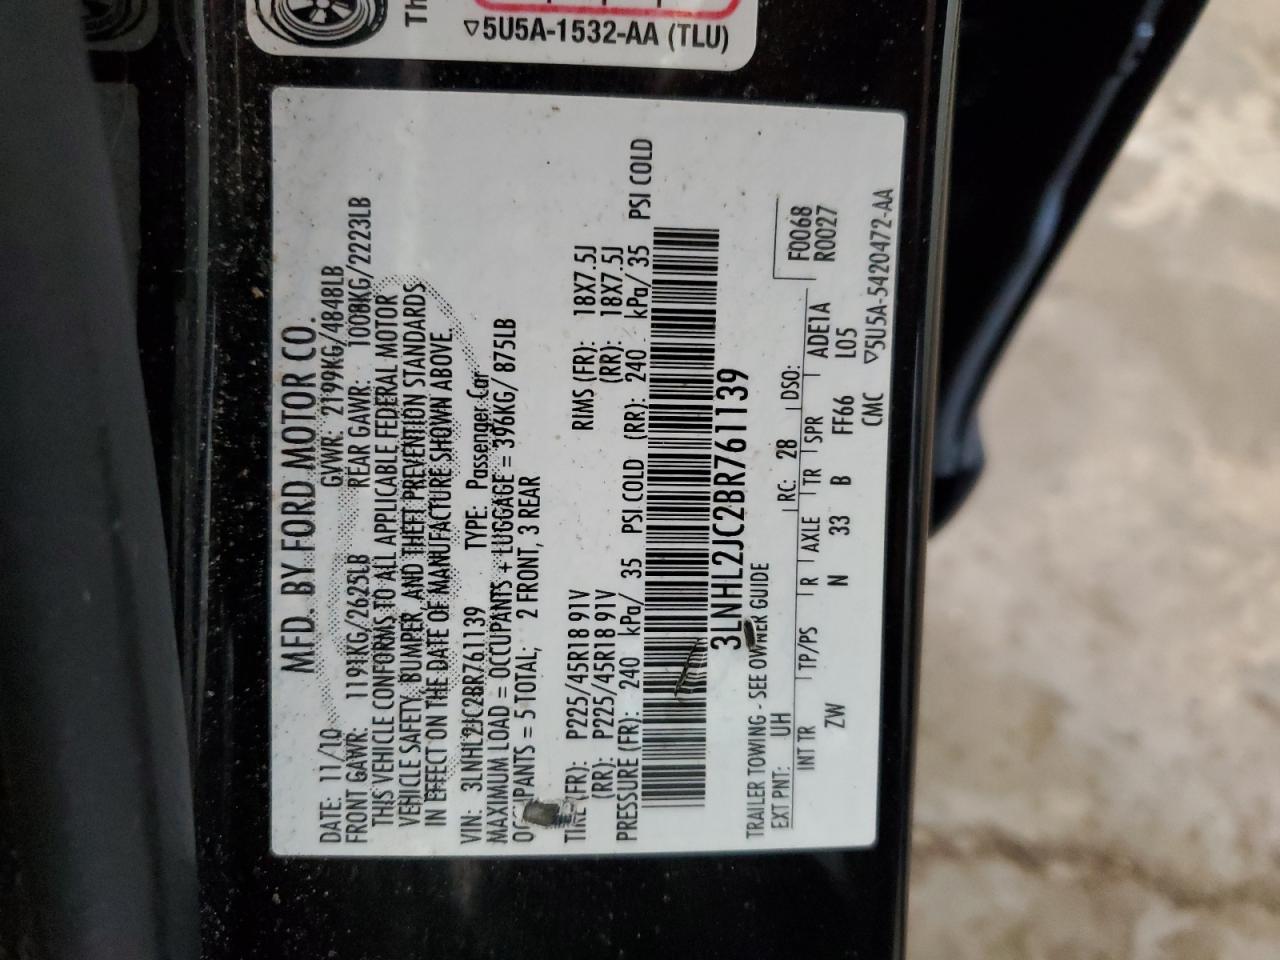 Th
▽5U5A-1532-AA (TLU)
MFD. BY FORD MOTOR CO.
DATE: 11/10 GVWR: 2199KG/4848LB
FRONT GAWR: 1191KG/2625LB REAR GAWR: 1008KG/2223LB
THIS VEHICLE CONFORMS TO ALL APPLICABLE FEDERAL MOTOR
VEHICLE SAFETY, BUMPER, AND THEFT PREVENTION STANDARDS
IN EFFECT ON THE DATE OF MANUFACTURE SHOWN ABOVE.
VIN: 3LNHL2JC2BR761139 TYPE: Passenger Car
MAXIMUM LOAD = OCCUPANTS + LUGGAGE = 396KG/ 875LB
OCCUPANTS = 5 TOTAL; 2 FRONT, 3 REAR
TIRE (FR): P225/45R18 91V RIMS (FR): 18X7.5J
(RR): P225/45R18 91V (RR): 18X7.5J
PRESSURE (FR): 240 kPa/ 35 PSI COLD (RR): 240 kPa/ 35 PSI COLD
3LNHL2JC2BR761139
TRAILER TOWING - SEE OWNER GUIDE
EXT PNT: UH RC: 28 DSO: F0068
R0027
INT TR TP/PS R AXLE TR SPR ADE1A
ZW N 33 B FF66 L05
CMC ▽5U5A-5420472-AA